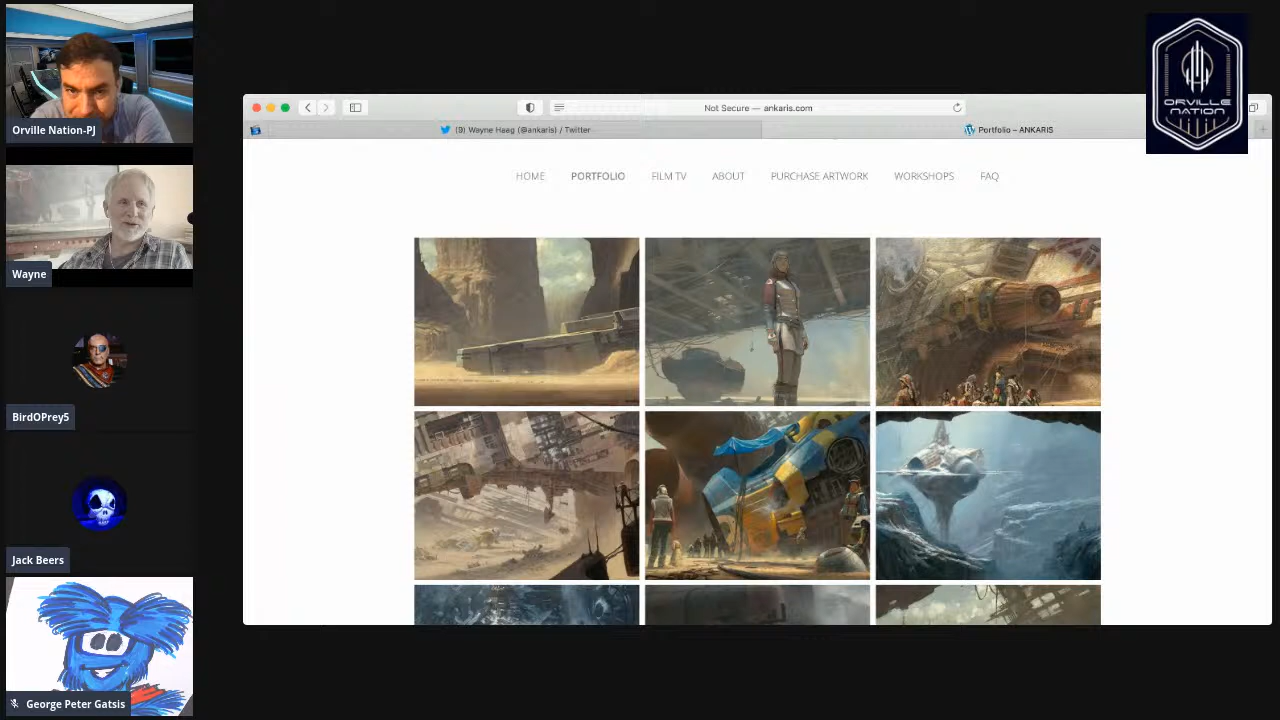 Orville Nation-PJ
Wayne
BirdOPrey5
Jack Beers
George Peter Gatsis
Not Secure — ankaris.com
(9) Wayne Haag (@ankaris) / Twitter
Portfolio – ANKARIS
HOME PORTFOLIO FILM TV ABOUT PURCHASE ARTWORK WORKSHOPS FAQ
ORVILLE
NATION